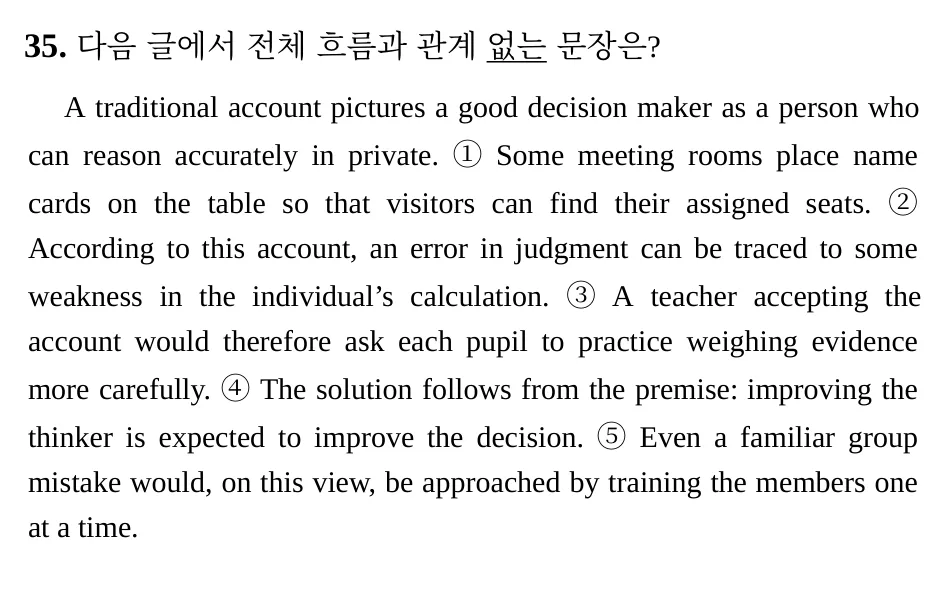 35. 다음 글에서 전체 흐름과 관계 없는 문장은?
A traditional account pictures a good decision maker as a person who
can reason accurately in private. ① Some meeting rooms place name
cards on the table so that visitors can find their assigned seats. ②
According to this account, an error in judgment can be traced to some
weakness in the individual’s calculation. ③ A teacher accepting the
account would therefore ask each pupil to practice weighing evidence
more carefully. ④ The solution follows from the premise: improving the
thinker is expected to improve the decision. ⑤ Even a familiar group
mistake would, on this view, be approached by training the members one
at a time.